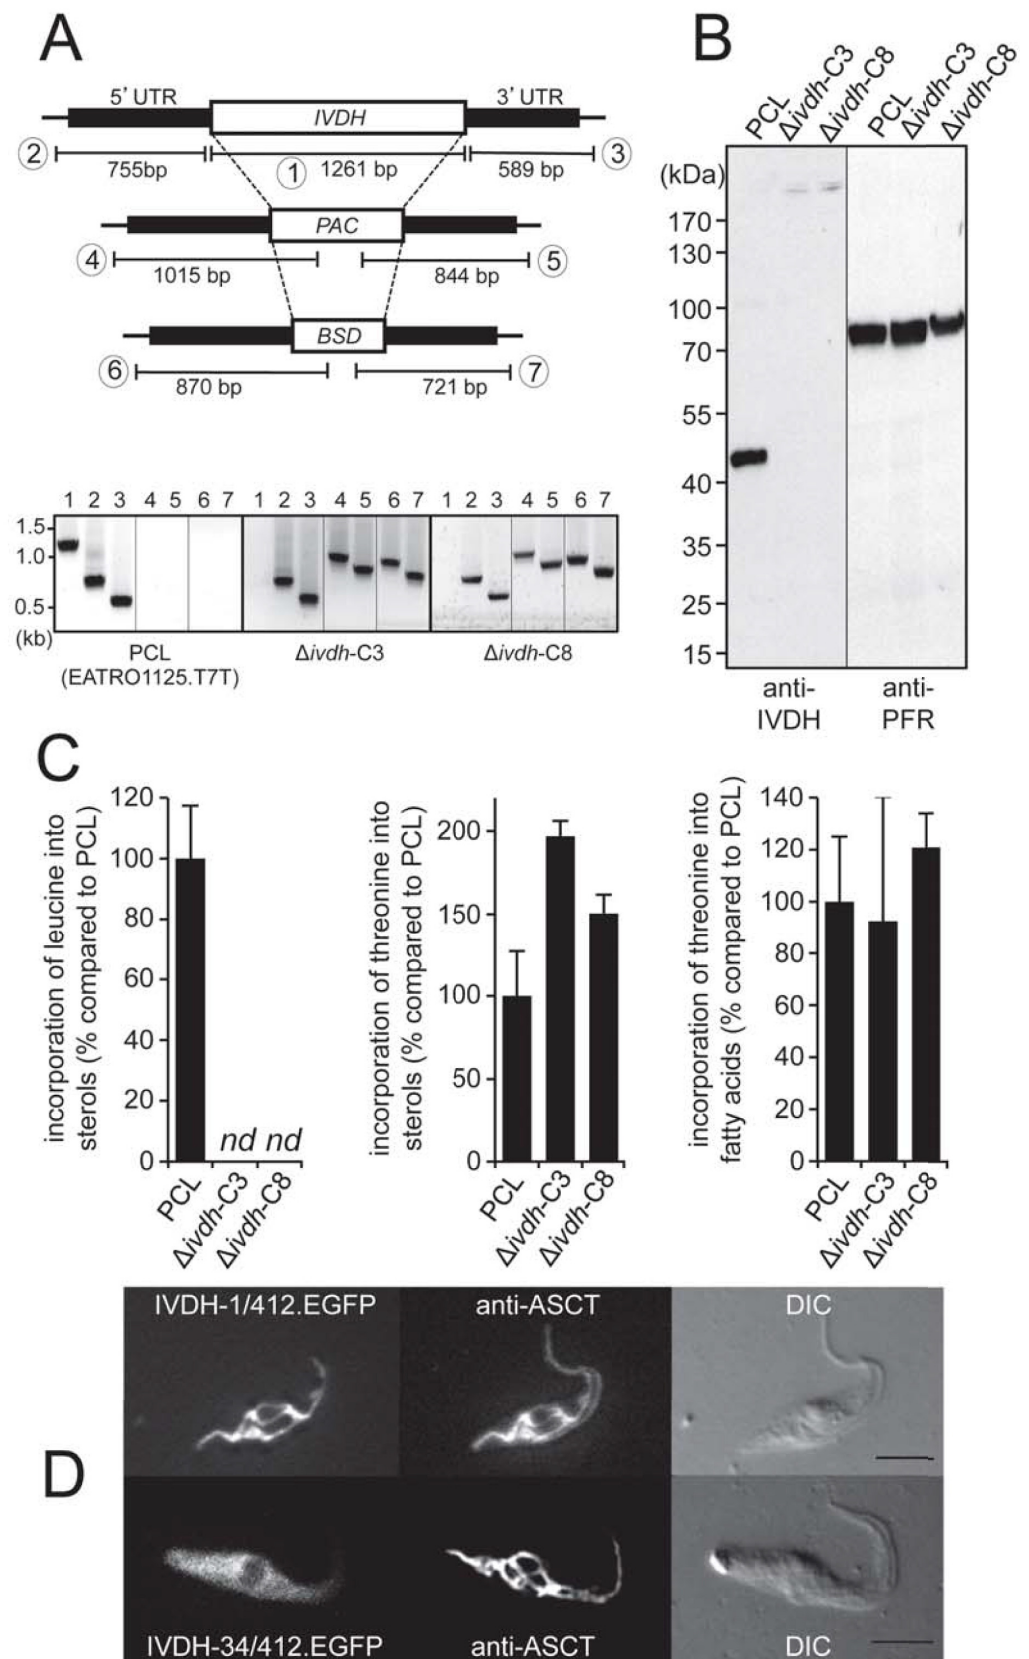 A
5' UTR
IVDH
3' UTR
2
755bp
1
1261 bp
589 bp
3
PAC
4
1015 bp
844 bp
5
BSD
6
870 bp
721 bp
7
1 2 3 4 5 6 7 1 2 3 4 5 6 7 1 2 3 4 5 6 7
1.5
1.0
0.5
(kb)
PCL
(EATRO1125.T7T)
Δivdh-C3
Δivdh-C8
B
PCL
Δivdh-C3
Δivdh-C8
PCL
Δivdh-C3
Δivdh-C8
(kDa)
170
130
100
70
55
40
35
25
15
anti-
IVDH
anti-
PFR
C
incorporation of leucine into
sterols (% compared to PCL)
120
100
80
60
40
20
0
nd nd
PCL
Δivdh-C3
Δivdh-C8
incorporation of threonine into
sterols (% compared to PCL)
200
150
100
50
0
PCL
Δivdh-C3
Δivdh-C8
incorporation of threonine into
fatty acids (% compared to PCL)
140
120
100
80
60
40
20
0
PCL
Δivdh-C3
Δivdh-C8
D
IVDH-1/412.EGFP
anti-ASCT
DIC
IVDH-34/412.EGFP
anti-ASCT
DIC